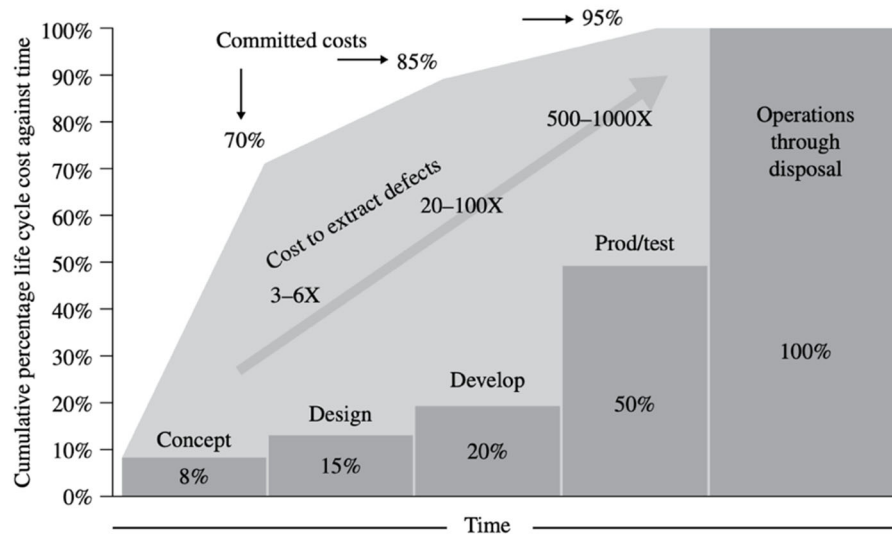 Cumulative percentage life cycle cost against time
100%
90%
80%
70%
60%
50%
40%
30%
20%
10%
0%
Committed costs
70%
85%
95%
Cost to extract defects
3–6X
20–100X
500–1000X
Concept
8%
Design
15%
Develop
20%
Prod/test
50%
Operations
through
disposal
100%
Time